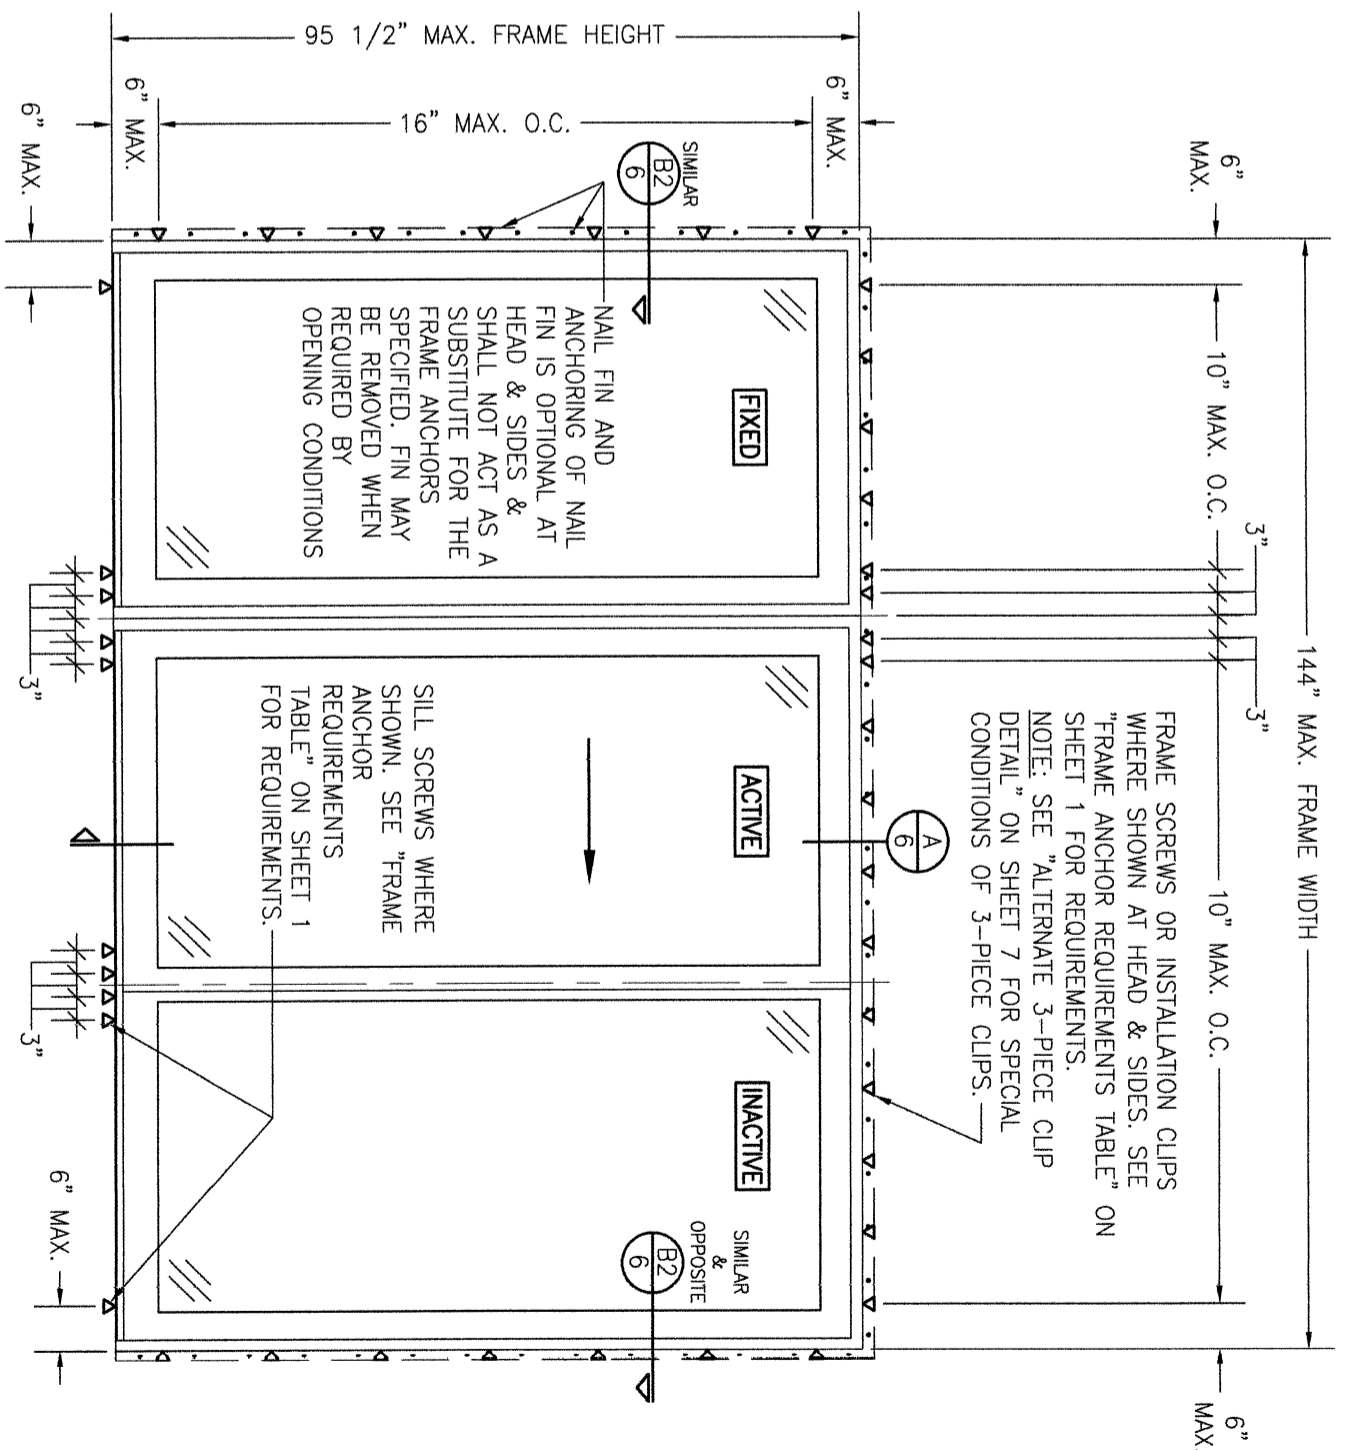 144" MAX. FRAME WIDTH
6"
MAX.
10" MAX. O.C.
3"
3"
10" MAX. O.C.
6"
MAX.
FRAME SCREWS OR INSTALLATION CLIPS
WHERE SHOWN AT HEAD & SIDES. SEE
"FRAME ANCHOR REQUIREMENTS TABLE" ON
SHEET 1 FOR REQUIREMENTS.
NOTE: SEE "ALTERNATE 3-PIECE CLIP
DETAIL" ON SHEET 7 FOR SPECIAL
CONDITIONS OF 3-PIECE CLIPS.
A
6
95 1/2" MAX. FRAME HEIGHT
6" MAX.
16" MAX. O.C.
6" MAX.
FIXED
ACTIVE
INACTIVE
SIMILAR
B2
6
SIMILAR
&
OPPOSITE
B2
6
NAIL FIN AND
ANCHORING OF NAIL
FIN IS OPTIONAL AT
HEAD & SIDES &
SHALL NOT ACT AS A
SUBSTITUTE FOR THE
FRAME ANCHORS
SPECIFIED. FIN MAY
BE REMOVED WHEN
REQUIRED BY
OPENING CONDITIONS
SILL SCREWS WHERE
SHOWN. SEE "FRAME
ANCHOR
REQUIREMENTS
TABLE" ON SHEET 1
FOR REQUIREMENTS.
6" MAX.
3"
3"
6" MAX.